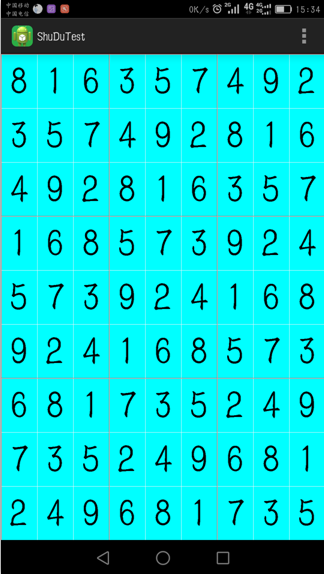 中国移动
中国电信
0K/s 2G 4G 4G 2G 15:34
ShuDuTest
8 1 6 3 5 7 4 9 2
3 5 7 4 9 2 8 1 6
4 9 2 8 1 6 3 5 7
1 6 8 5 7 3 9 2 4
5 7 3 9 2 4 1 6 8
9 2 4 1 6 8 5 7 3
6 8 1 7 3 5 2 4 9
7 3 5 2 4 9 6 8 1
2 4 9 6 8 1 7 3 5